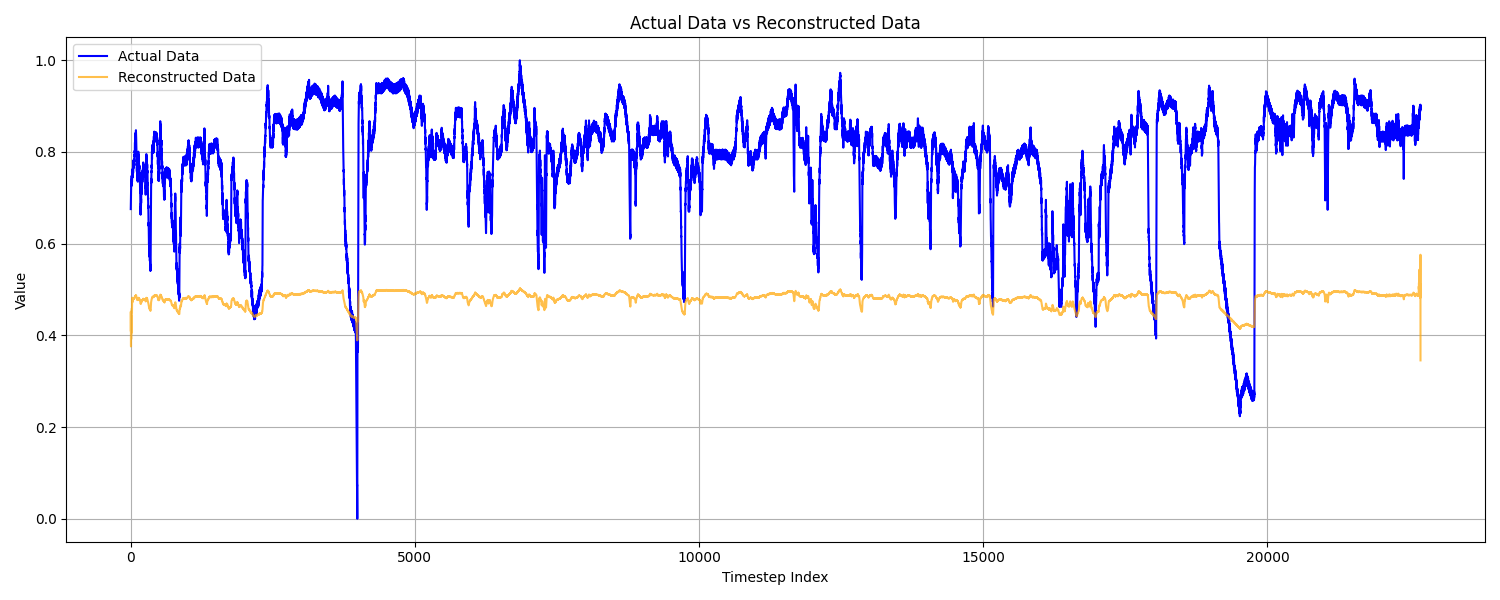 Actual Data vs Reconstructed Data
Actual Data
Reconstructed Data
1.0
0.8
0.6
0.4
0.2
0.0
Value
0 5000 10000 15000 20000
Timestep Index